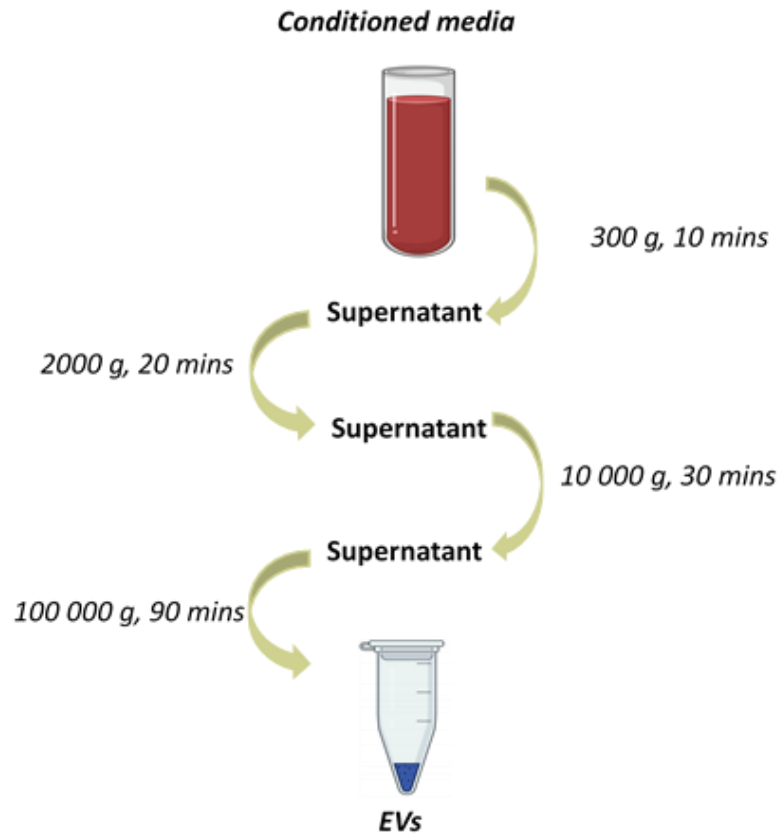 Conditioned media
300 g, 10 mins
Supernatant
2000 g, 20 mins
Supernatant
10 000 g, 30 mins
Supernatant
100 000 g, 90 mins
EVs